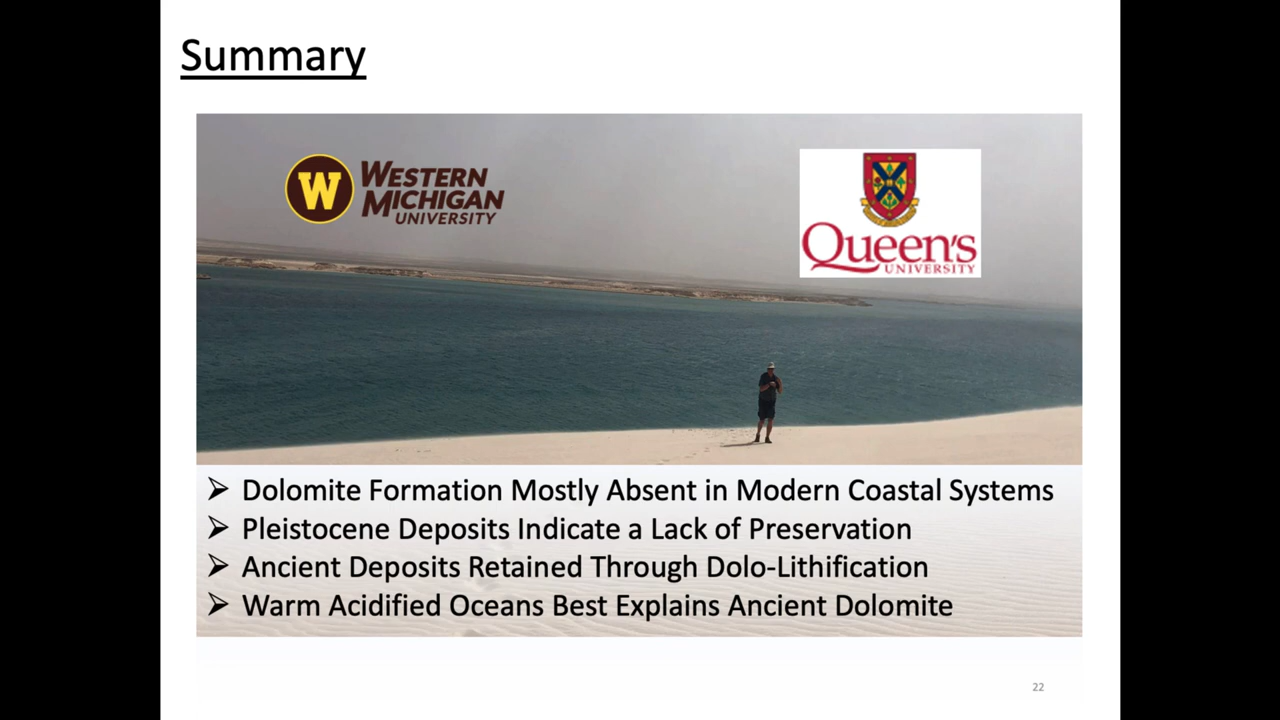 Summary
W
WESTERN
MICHIGAN
UNIVERSITY
Queen's
UNIVERSITY
Dolomite Formation Mostly Absent in Modern Coastal Systems
Pleistocene Deposits Indicate a Lack of Preservation
Ancient Deposits Retained Through Dolo-Lithification
Warm Acidified Oceans Best Explains Ancient Dolomite
22